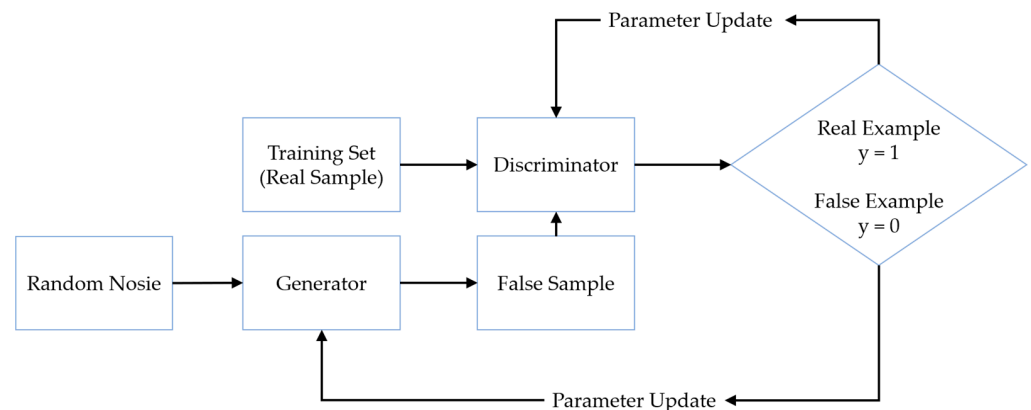 Parameter Update
Real Example
y = 1
Training Set
(Real Sample)
Discriminator
False Example
y = 0
Random Nosie
Generator
False Sample
Parameter Update